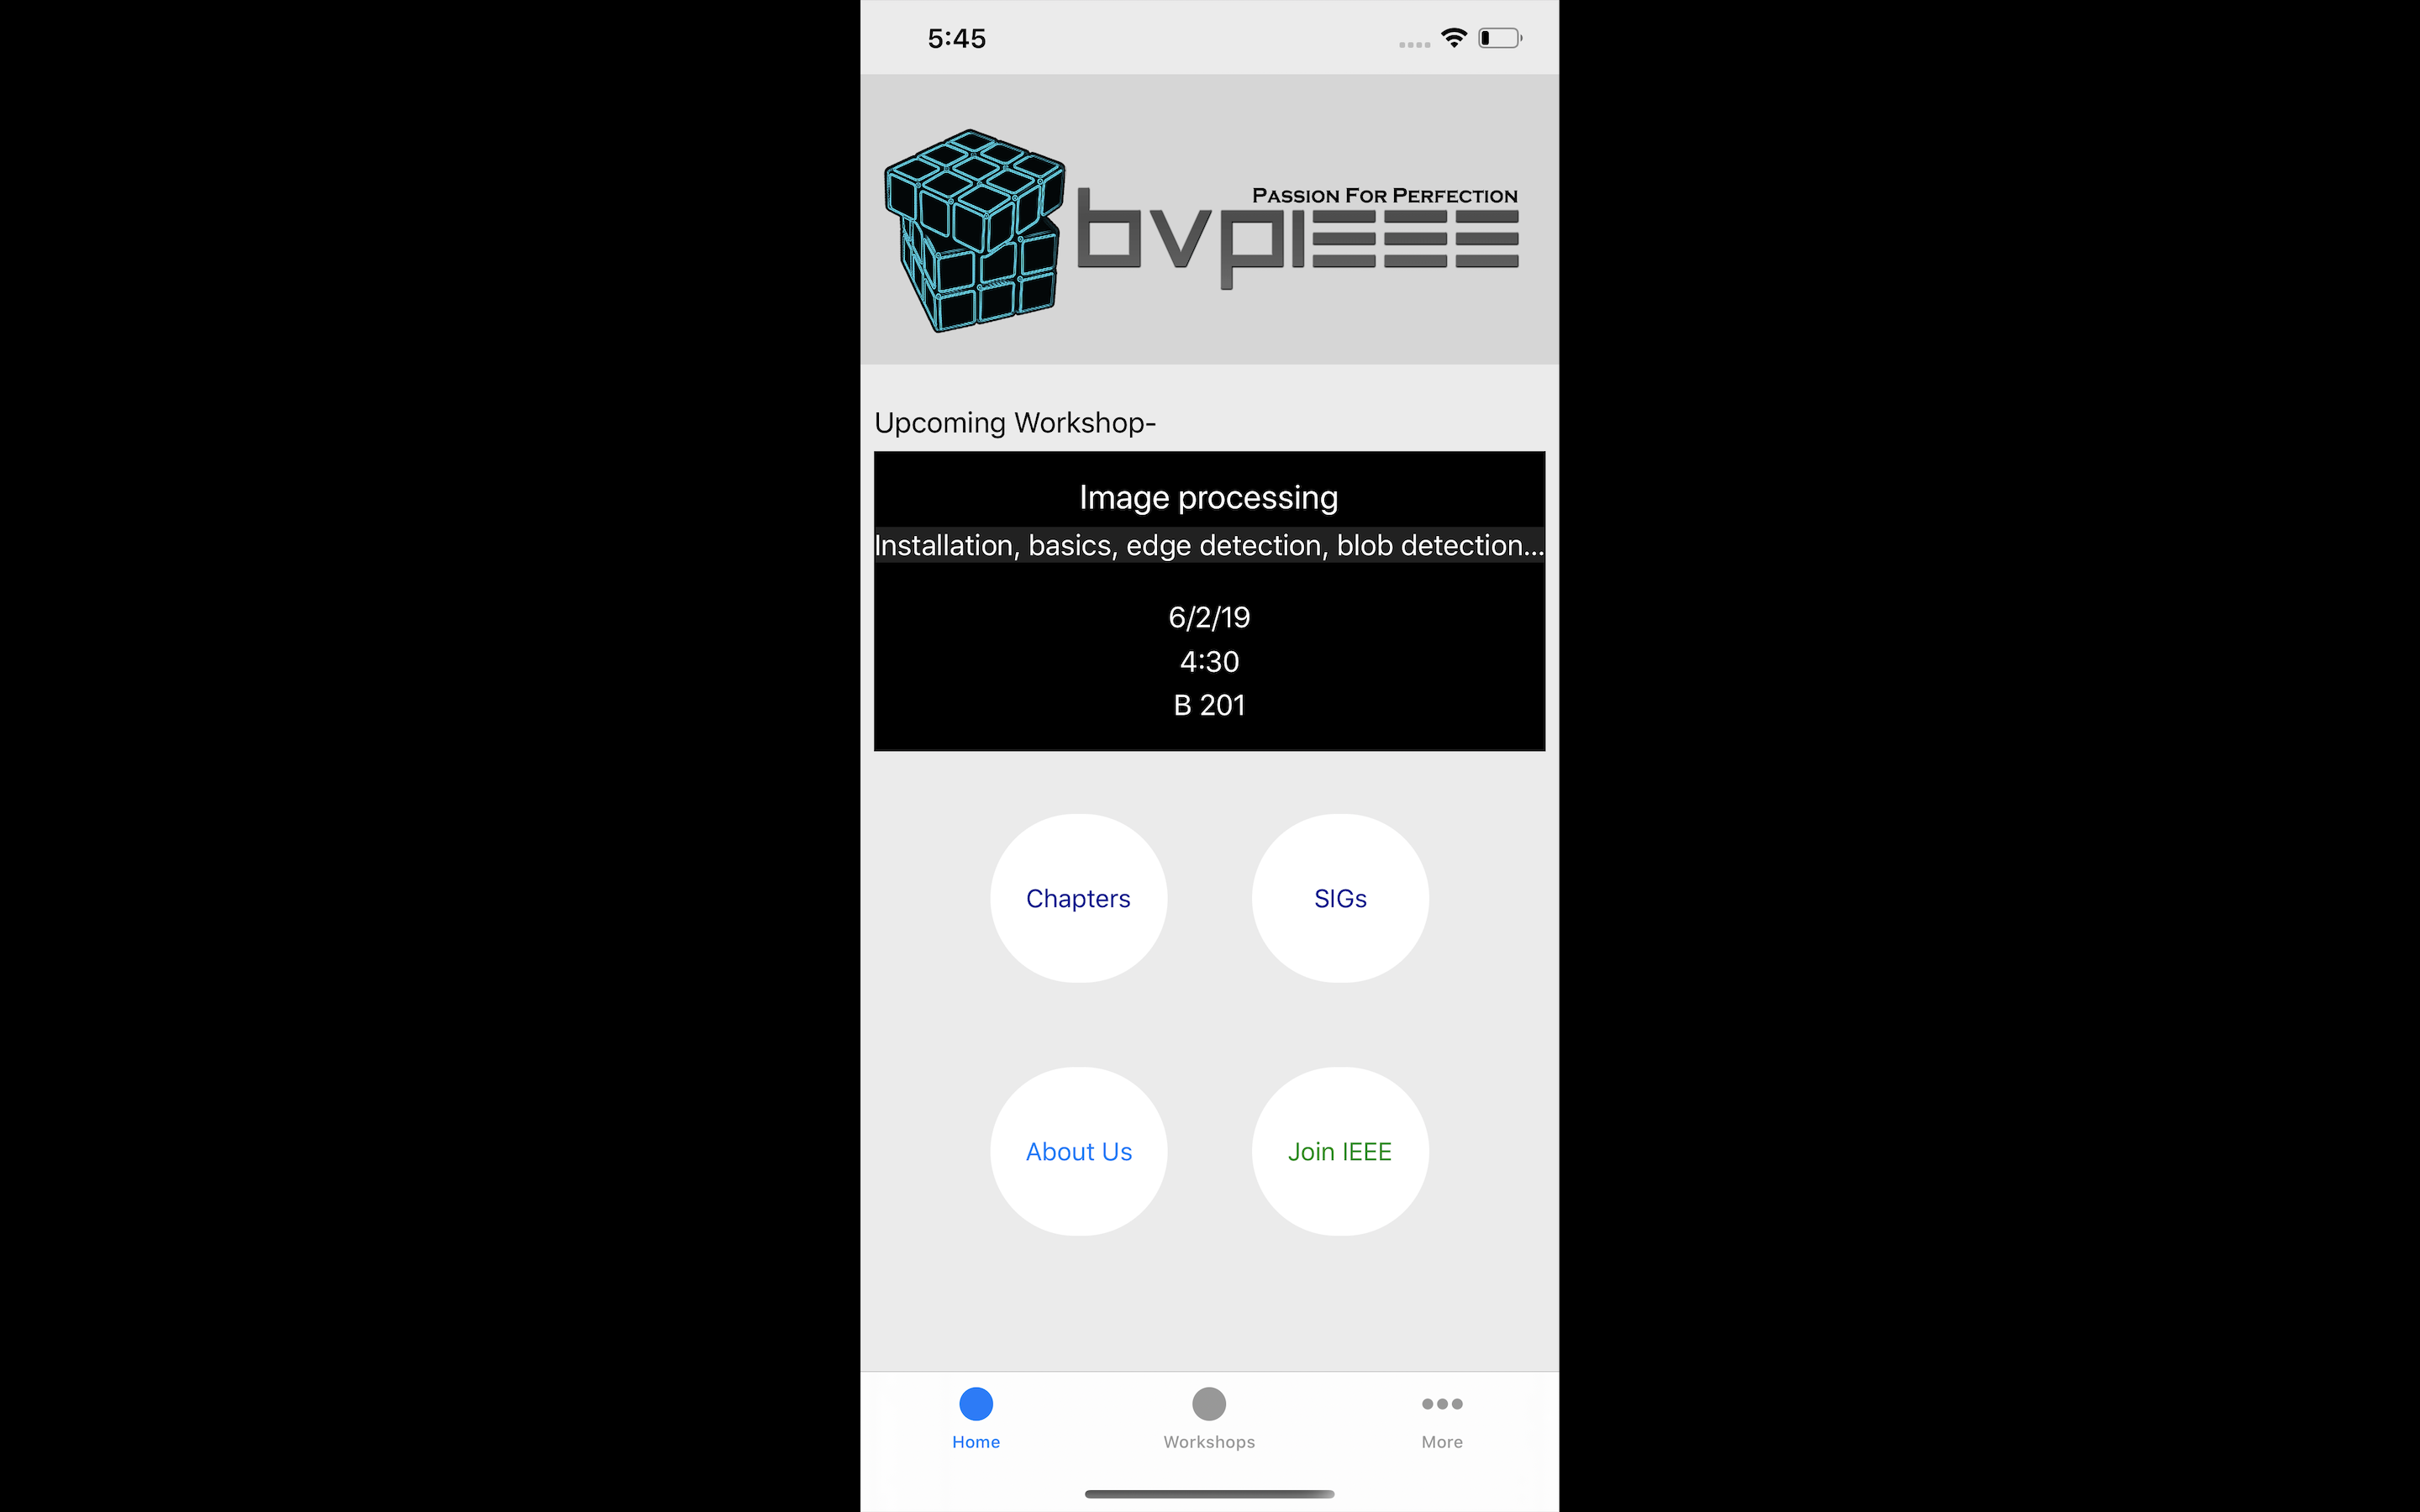 5:45
PASSION FOR PERFECTION
bvpIEEE
Upcoming Workshop-
Image processing
Installation, basics, edge detection, blob detection...
6/2/19
4:30
B 201
Chapters
SIGs
About Us
Join IEEE
Home
Workshops
More